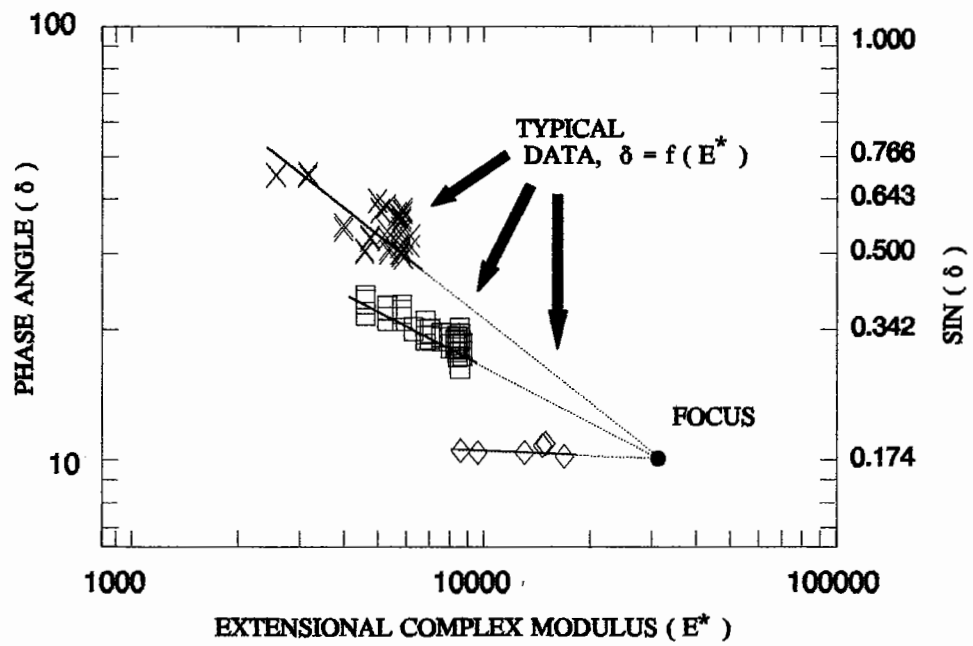 100
1.000
TYPICAL
DATA, δ = f ( E* )
0.766
0.643
0.500
0.342
FOCUS
10
0.174
PHASE ANGLE ( δ )
SIN ( δ )
1000
10000
100000
EXTENSIONAL COMPLEX MODULUS ( E* )